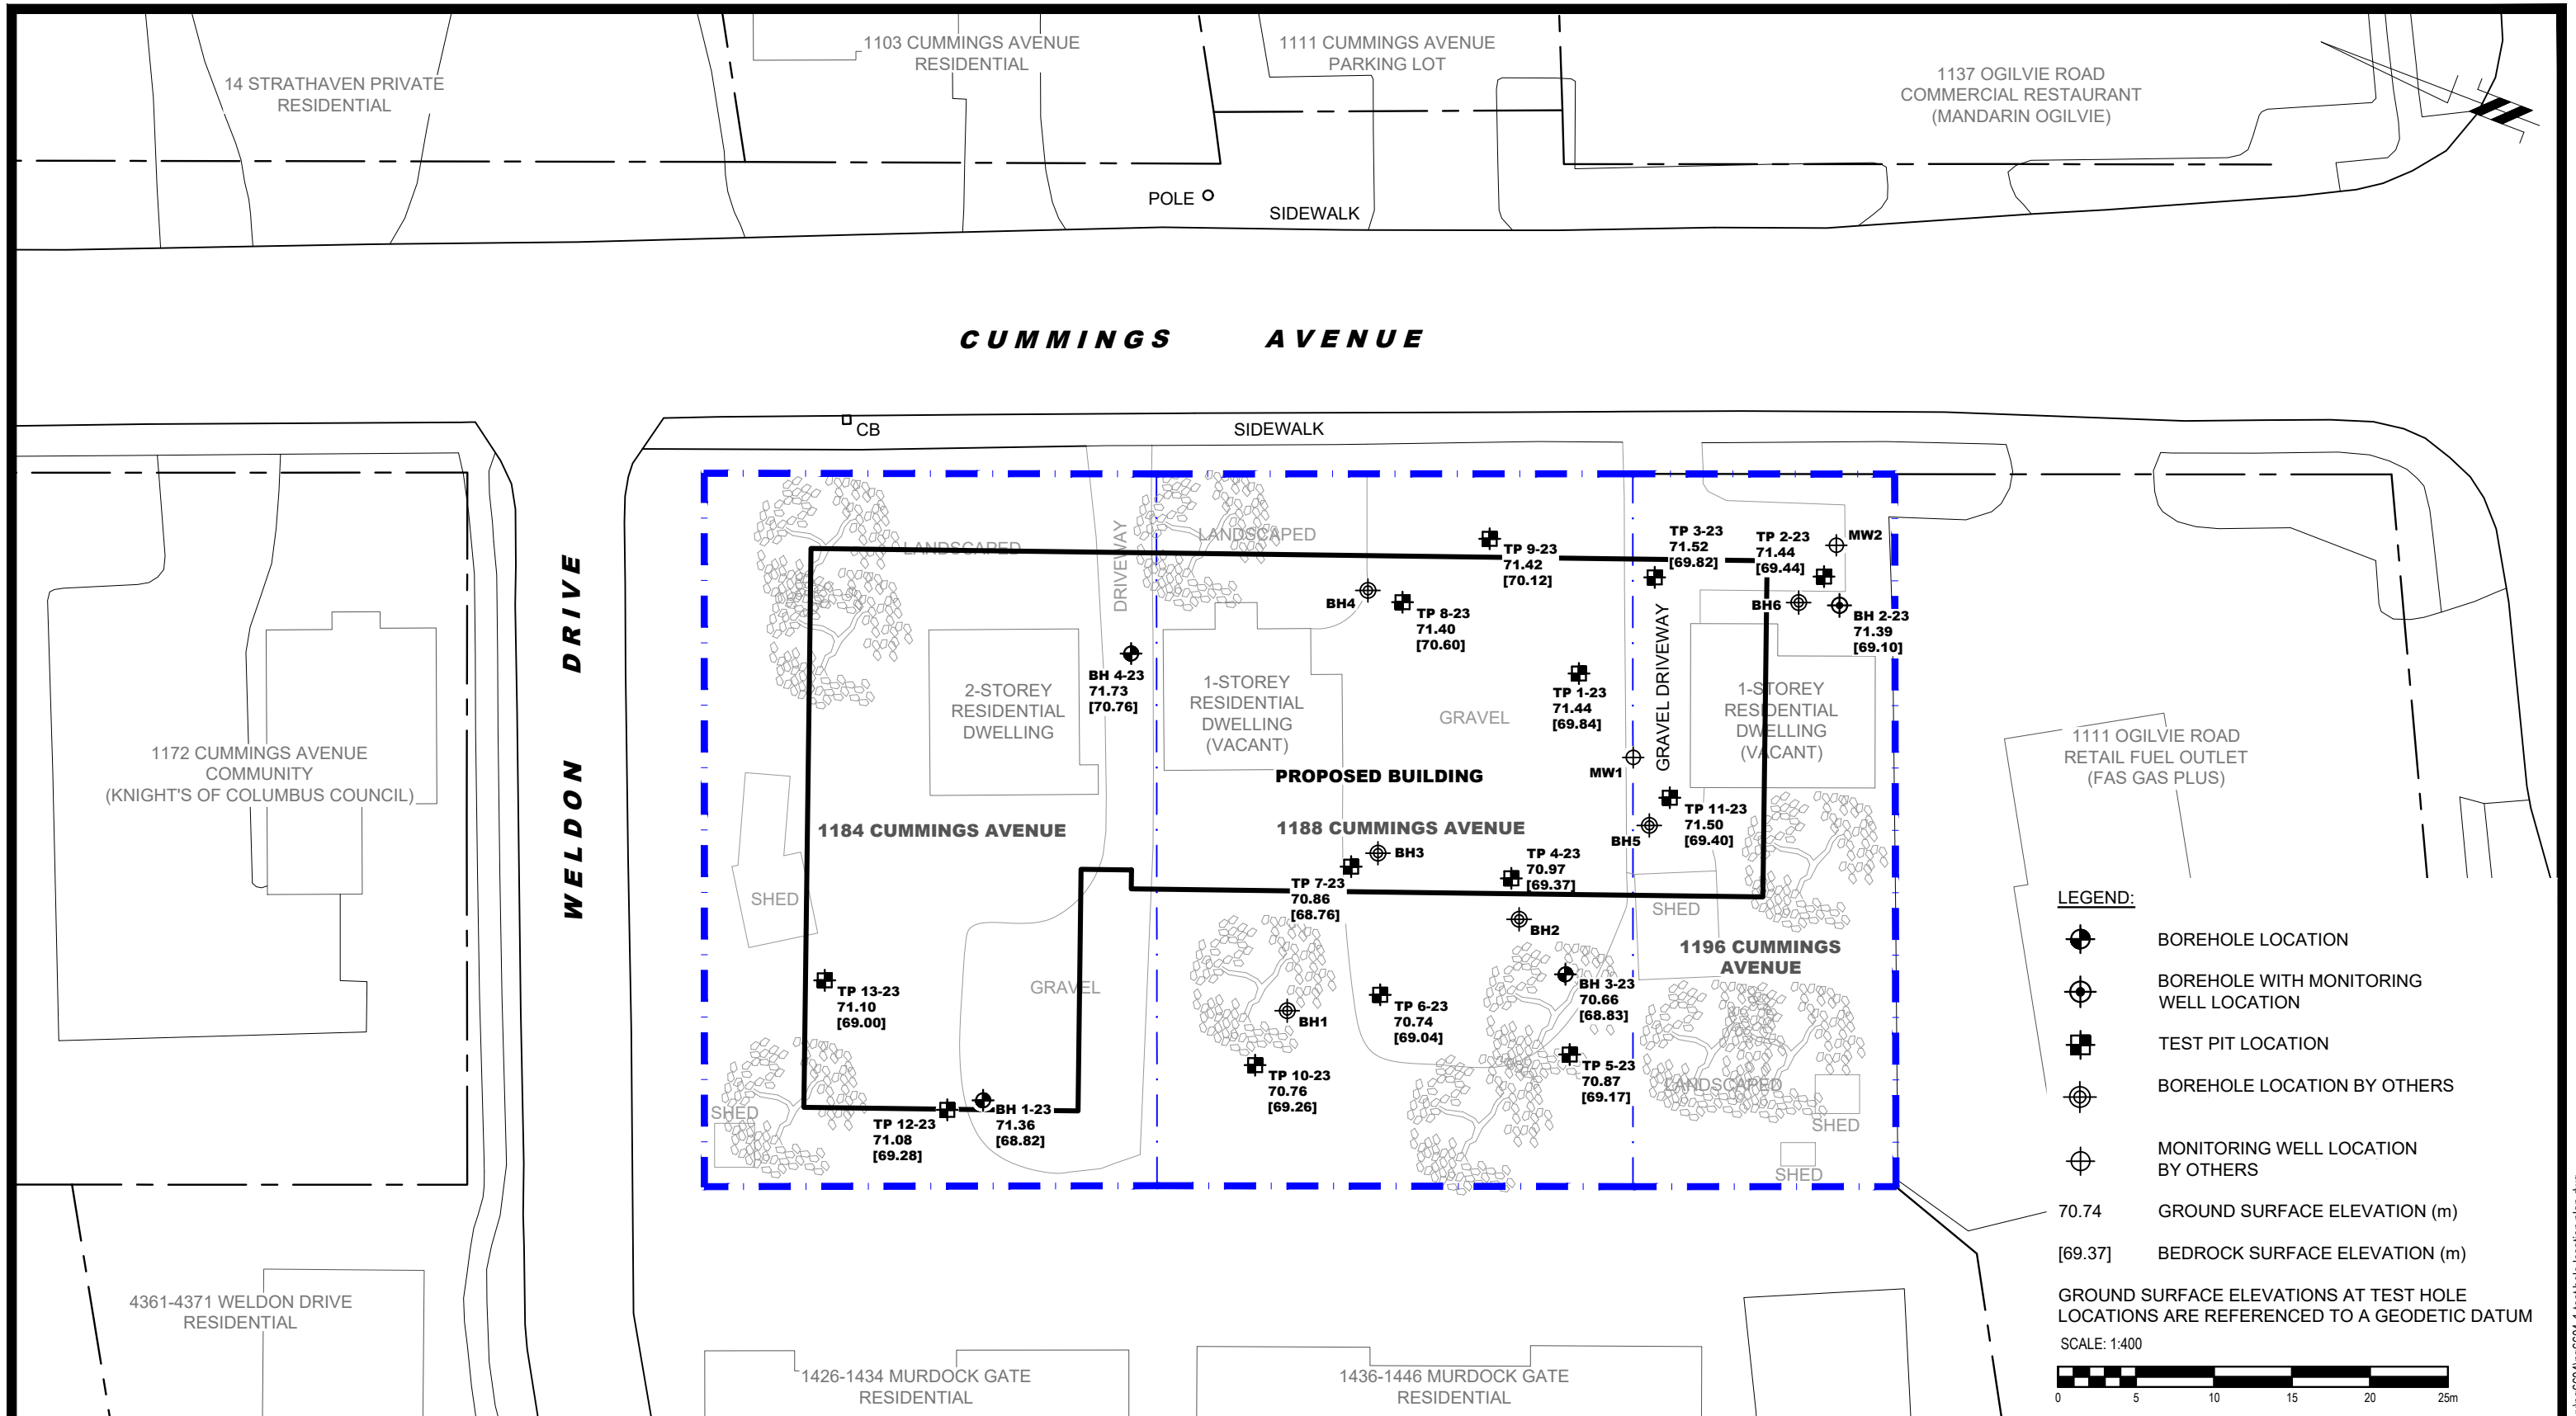 1103 CUMMINGS AVENUE
RESIDENTIAL
1111 CUMMINGS AVENUE
PARKING LOT
14 STRATHAVEN PRIVATE
RESIDENTIAL
1137 OGILVIE ROAD
COMMERCIAL RESTAURANT
(MANDARIN OGILVIE)
POLE
SIDEWALK
CUMMINGS AVENUE
CB
SIDEWALK
WELDON DRIVE
LANDSCAPED
DRIVEWAY
LANDSCAPED
TP 9-23
71.42
[70.12]
TP 3-23
71.52
[69.82]
TP 2-23
71.44
[69.44]
MW2
BH4
TP 8-23
71.40
[70.60]
BH6
BH 2-23
71.39
[69.10]
BH 4-23
71.73
[70.76]
2-STOREY
RESIDENTIAL
DWELLING
1-STOREY
RESIDENTIAL
DWELLING
(VACANT)
GRAVEL
TP 1-23
71.44
[69.84]
GRAVEL DRIVEWAY
1-STOREY
RESIDENTIAL
DWELLING
(VACANT)
1172 CUMMINGS AVENUE
COMMUNITY
(KNIGHT'S OF COLUMBUS COUNCIL)
1111 OGILVIE ROAD
RETAIL FUEL OUTLET
(FAS GAS PLUS)
MW1
PROPOSED BUILDING
1184 CUMMINGS AVENUE
1188 CUMMINGS AVENUE
TP 11-23
71.50
[69.40]
BH5
BH3
TP 4-23
70.97
[69.37]
TP 7-23
70.86
[68.76]
SHED
SHED
BH2
1196 CUMMINGS
AVENUE
GRAVEL
TP 13-23
71.10
[69.00]
BH1
TP 6-23
70.74
[69.04]
BH 3-23
70.66
[68.83]
TP 10-23
70.76
[69.26]
TP 5-23
70.87
[69.17]
LANDSCAPED
SHED
SHED
BH 1-23
71.36
[68.82]
TP 12-23
71.08
[69.28]
SHED
4361-4371 WELDON DRIVE
RESIDENTIAL
1426-1434 MURDOCK GATE
RESIDENTIAL
1436-1446 MURDOCK GATE
RESIDENTIAL
LEGEND:
BOREHOLE LOCATION
BOREHOLE WITH MONITORING
WELL LOCATION
TEST PIT LOCATION
BOREHOLE LOCATION BY OTHERS
MONITORING WELL LOCATION
BY OTHERS
70.74 GROUND SURFACE ELEVATION (m)
[69.37] BEDROCK SURFACE ELEVATION (m)
GROUND SURFACE ELEVATIONS AT TEST HOLE
LOCATIONS ARE REFERENCED TO A GEODETIC DATUM
SCALE: 1:400
0 5 10 15 20 25m